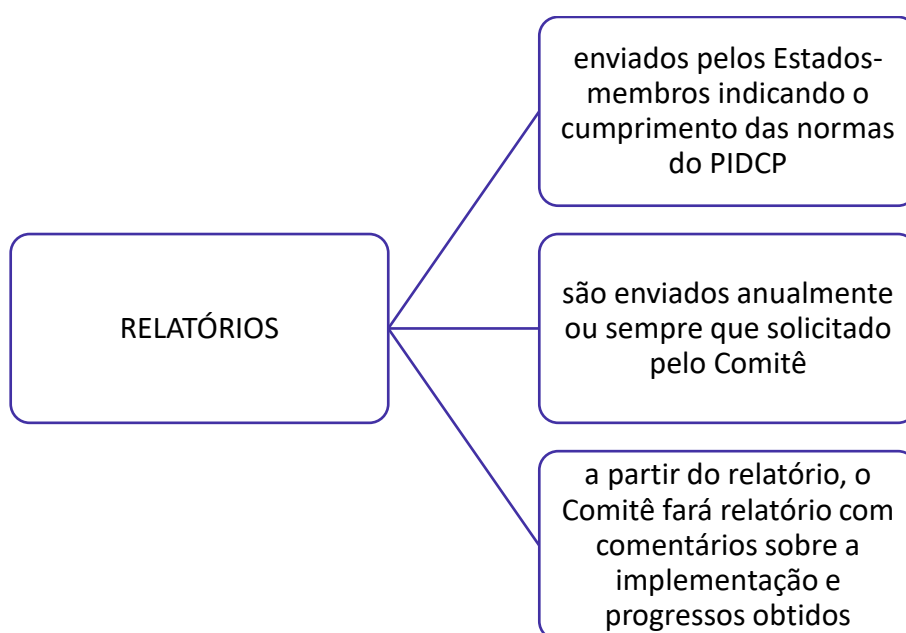 RELATÓRIOS
enviados pelos Estados-
membros indicando o
cumprimento das normas
do PIDCP
são enviados anualmente
ou sempre que solicitado
pelo Comitê
a partir do relatório, o
Comitê fará relatório com
comentários sobre a
implementação e
progressos obtidos